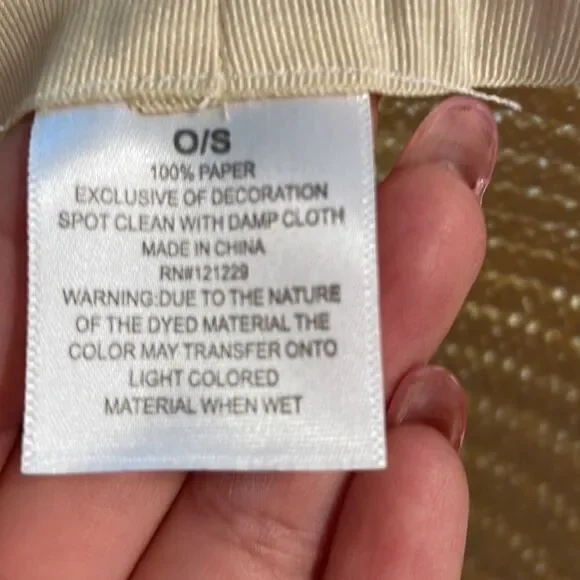 O/S
100% PAPER
EXCLUSIVE OF DECORATION
SPOT CLEAN WITH DAMP CLOTH
MADE IN CHINA
RN#121229
WARNING:DUE TO THE NATURE
OF THE DYED MATERIAL THE
COLOR MAY TRANSFER ONTO
LIGHT COLORED
MATERIAL WHEN WET